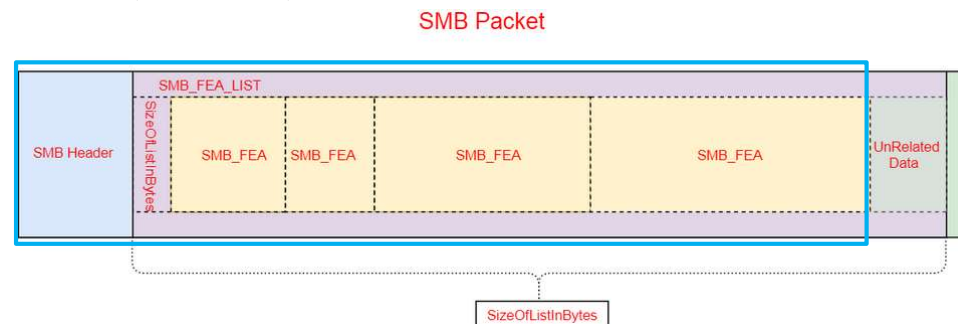 SMB Packet
SMB_FEA_LIST
SMB Header
SizeOfListInBytes
SMB_FEA
SMB_FEA
SMB_FEA
SMB_FEA
UnRelated
Data
SizeOfListInBytes